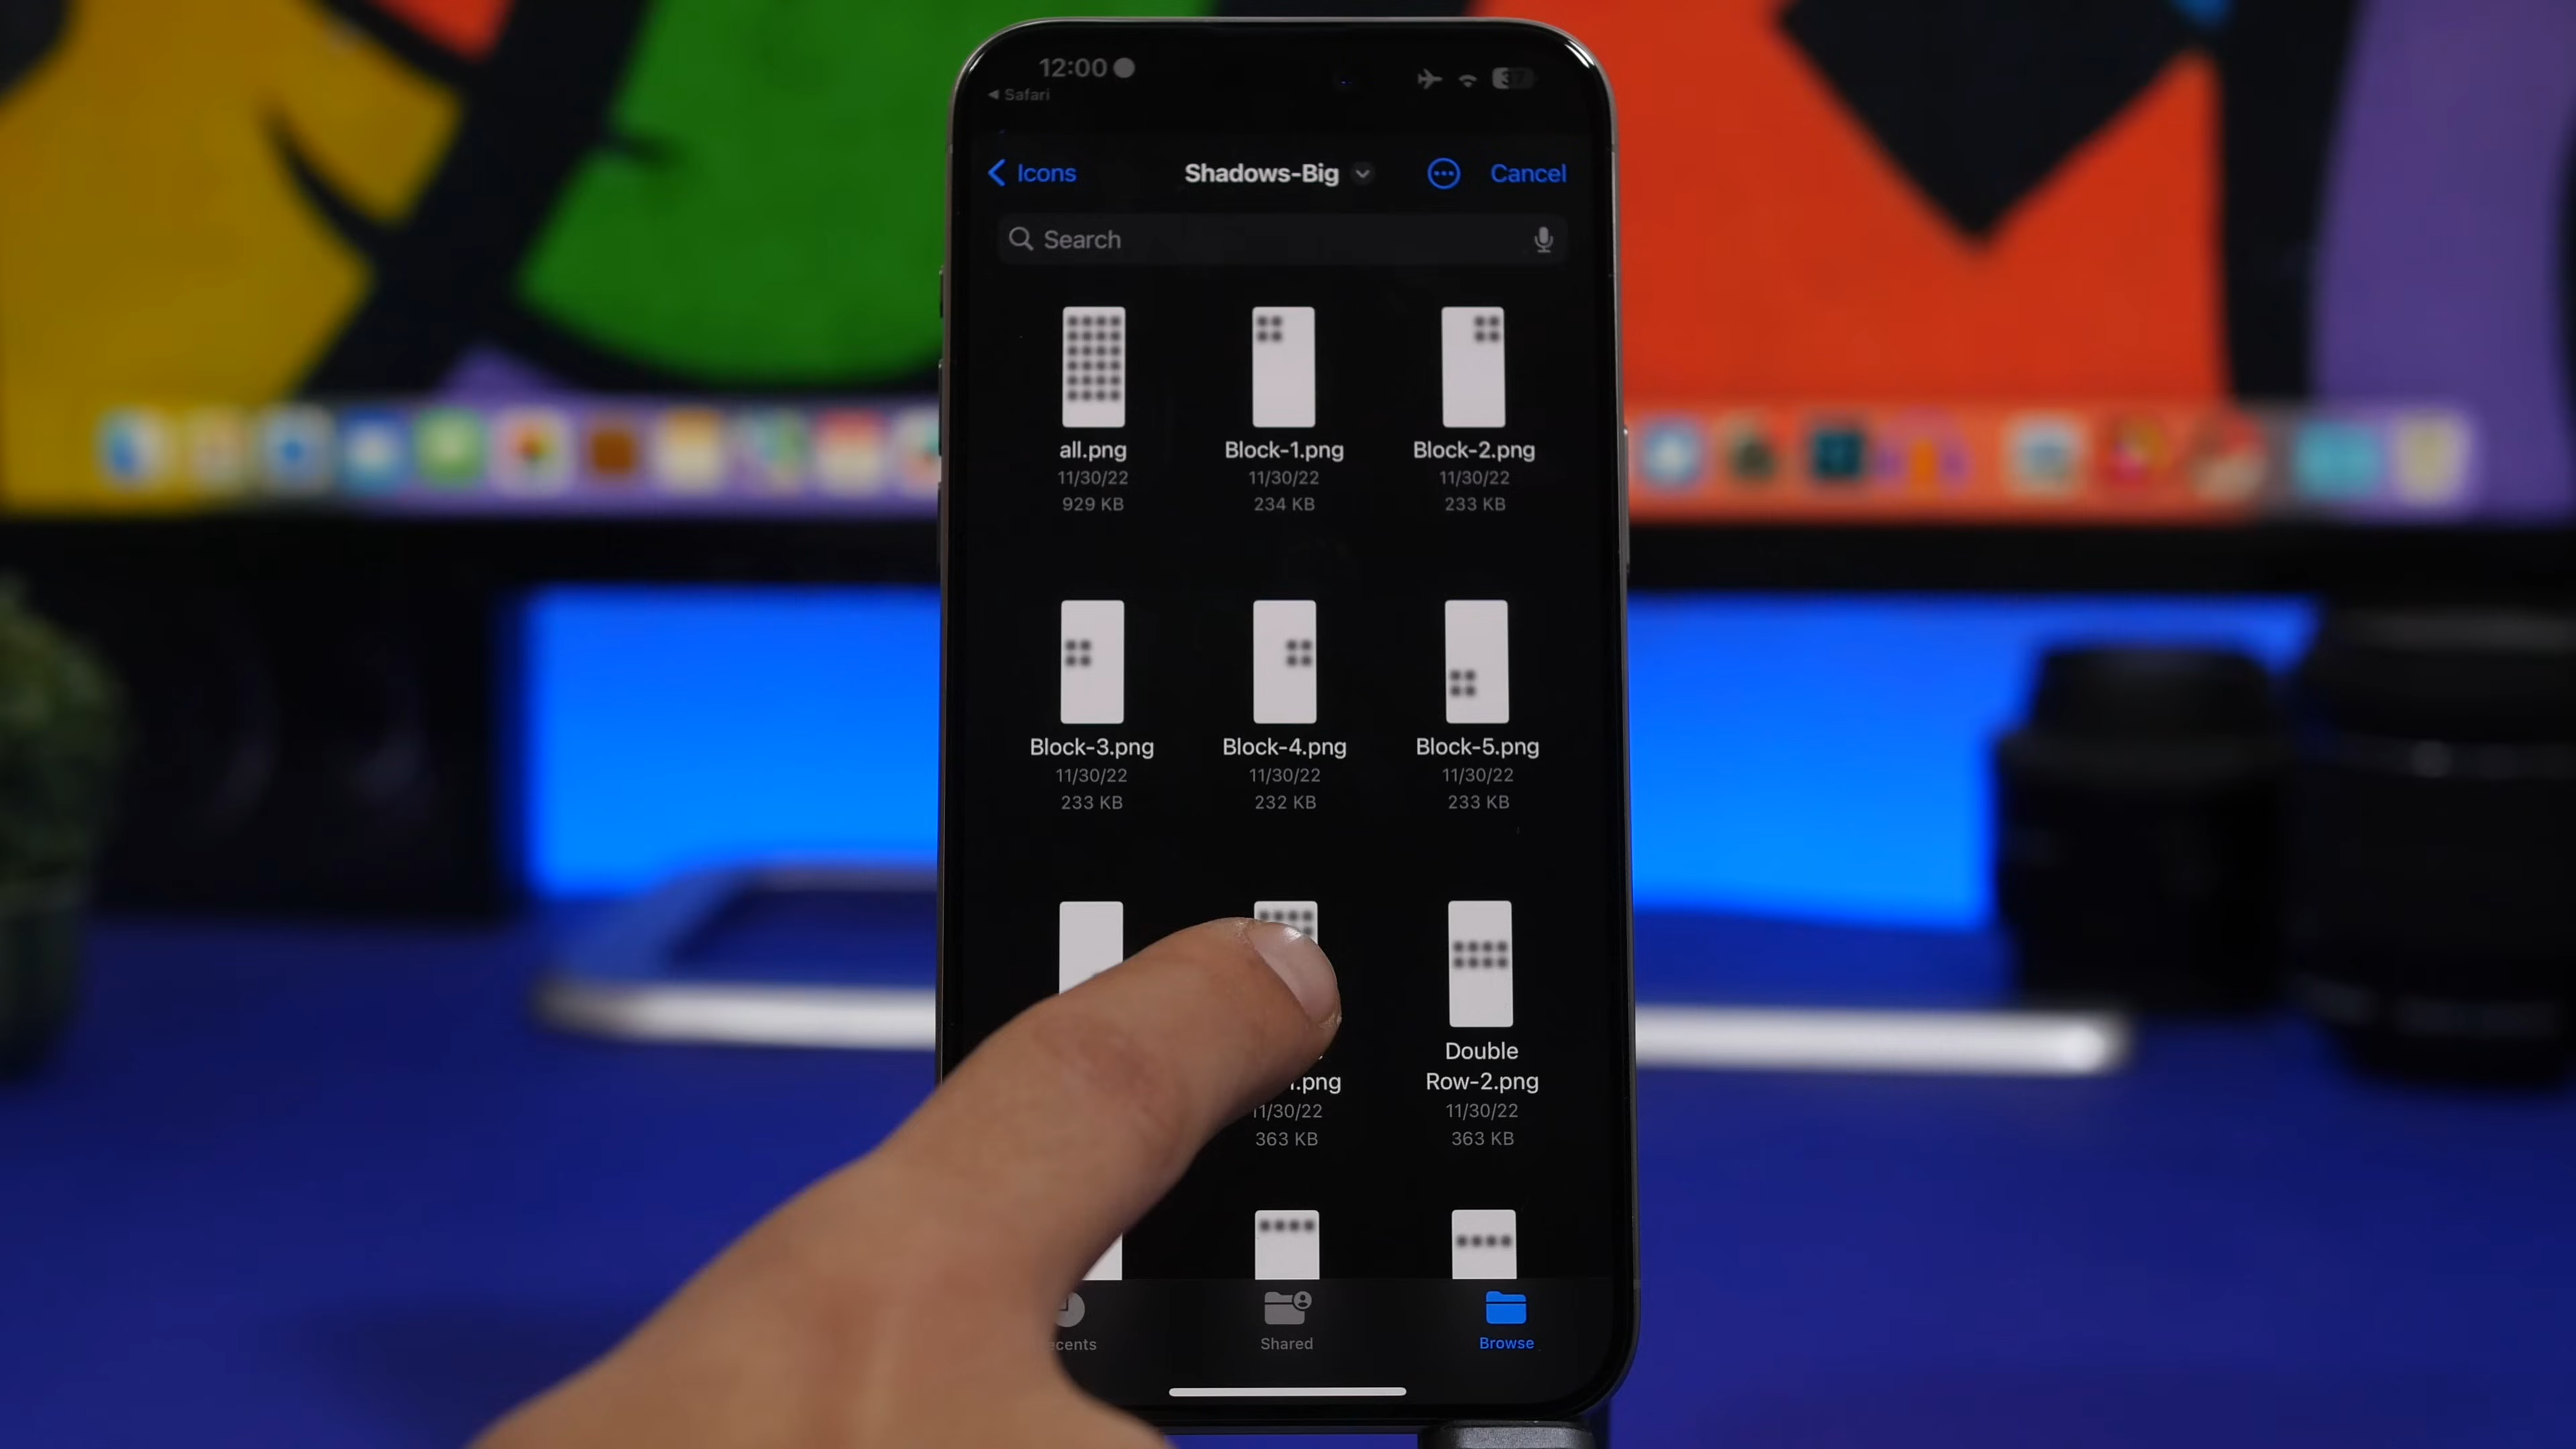 12:00
◀ Safari
37
Icons
Shadows-Big
Cancel
Search
all.png
11/30/22
929 KB
Block-1.png
11/30/22
234 KB
Block-2.png
11/30/22
233 KB
Block-3.png
11/30/22
233 KB
Block-4.png
11/30/22
232 KB
Block-5.png
11/30/22
233 KB
.png
11/30/22
363 KB
Double
Row-2.png
11/30/22
363 KB
ecents
Shared
Browse